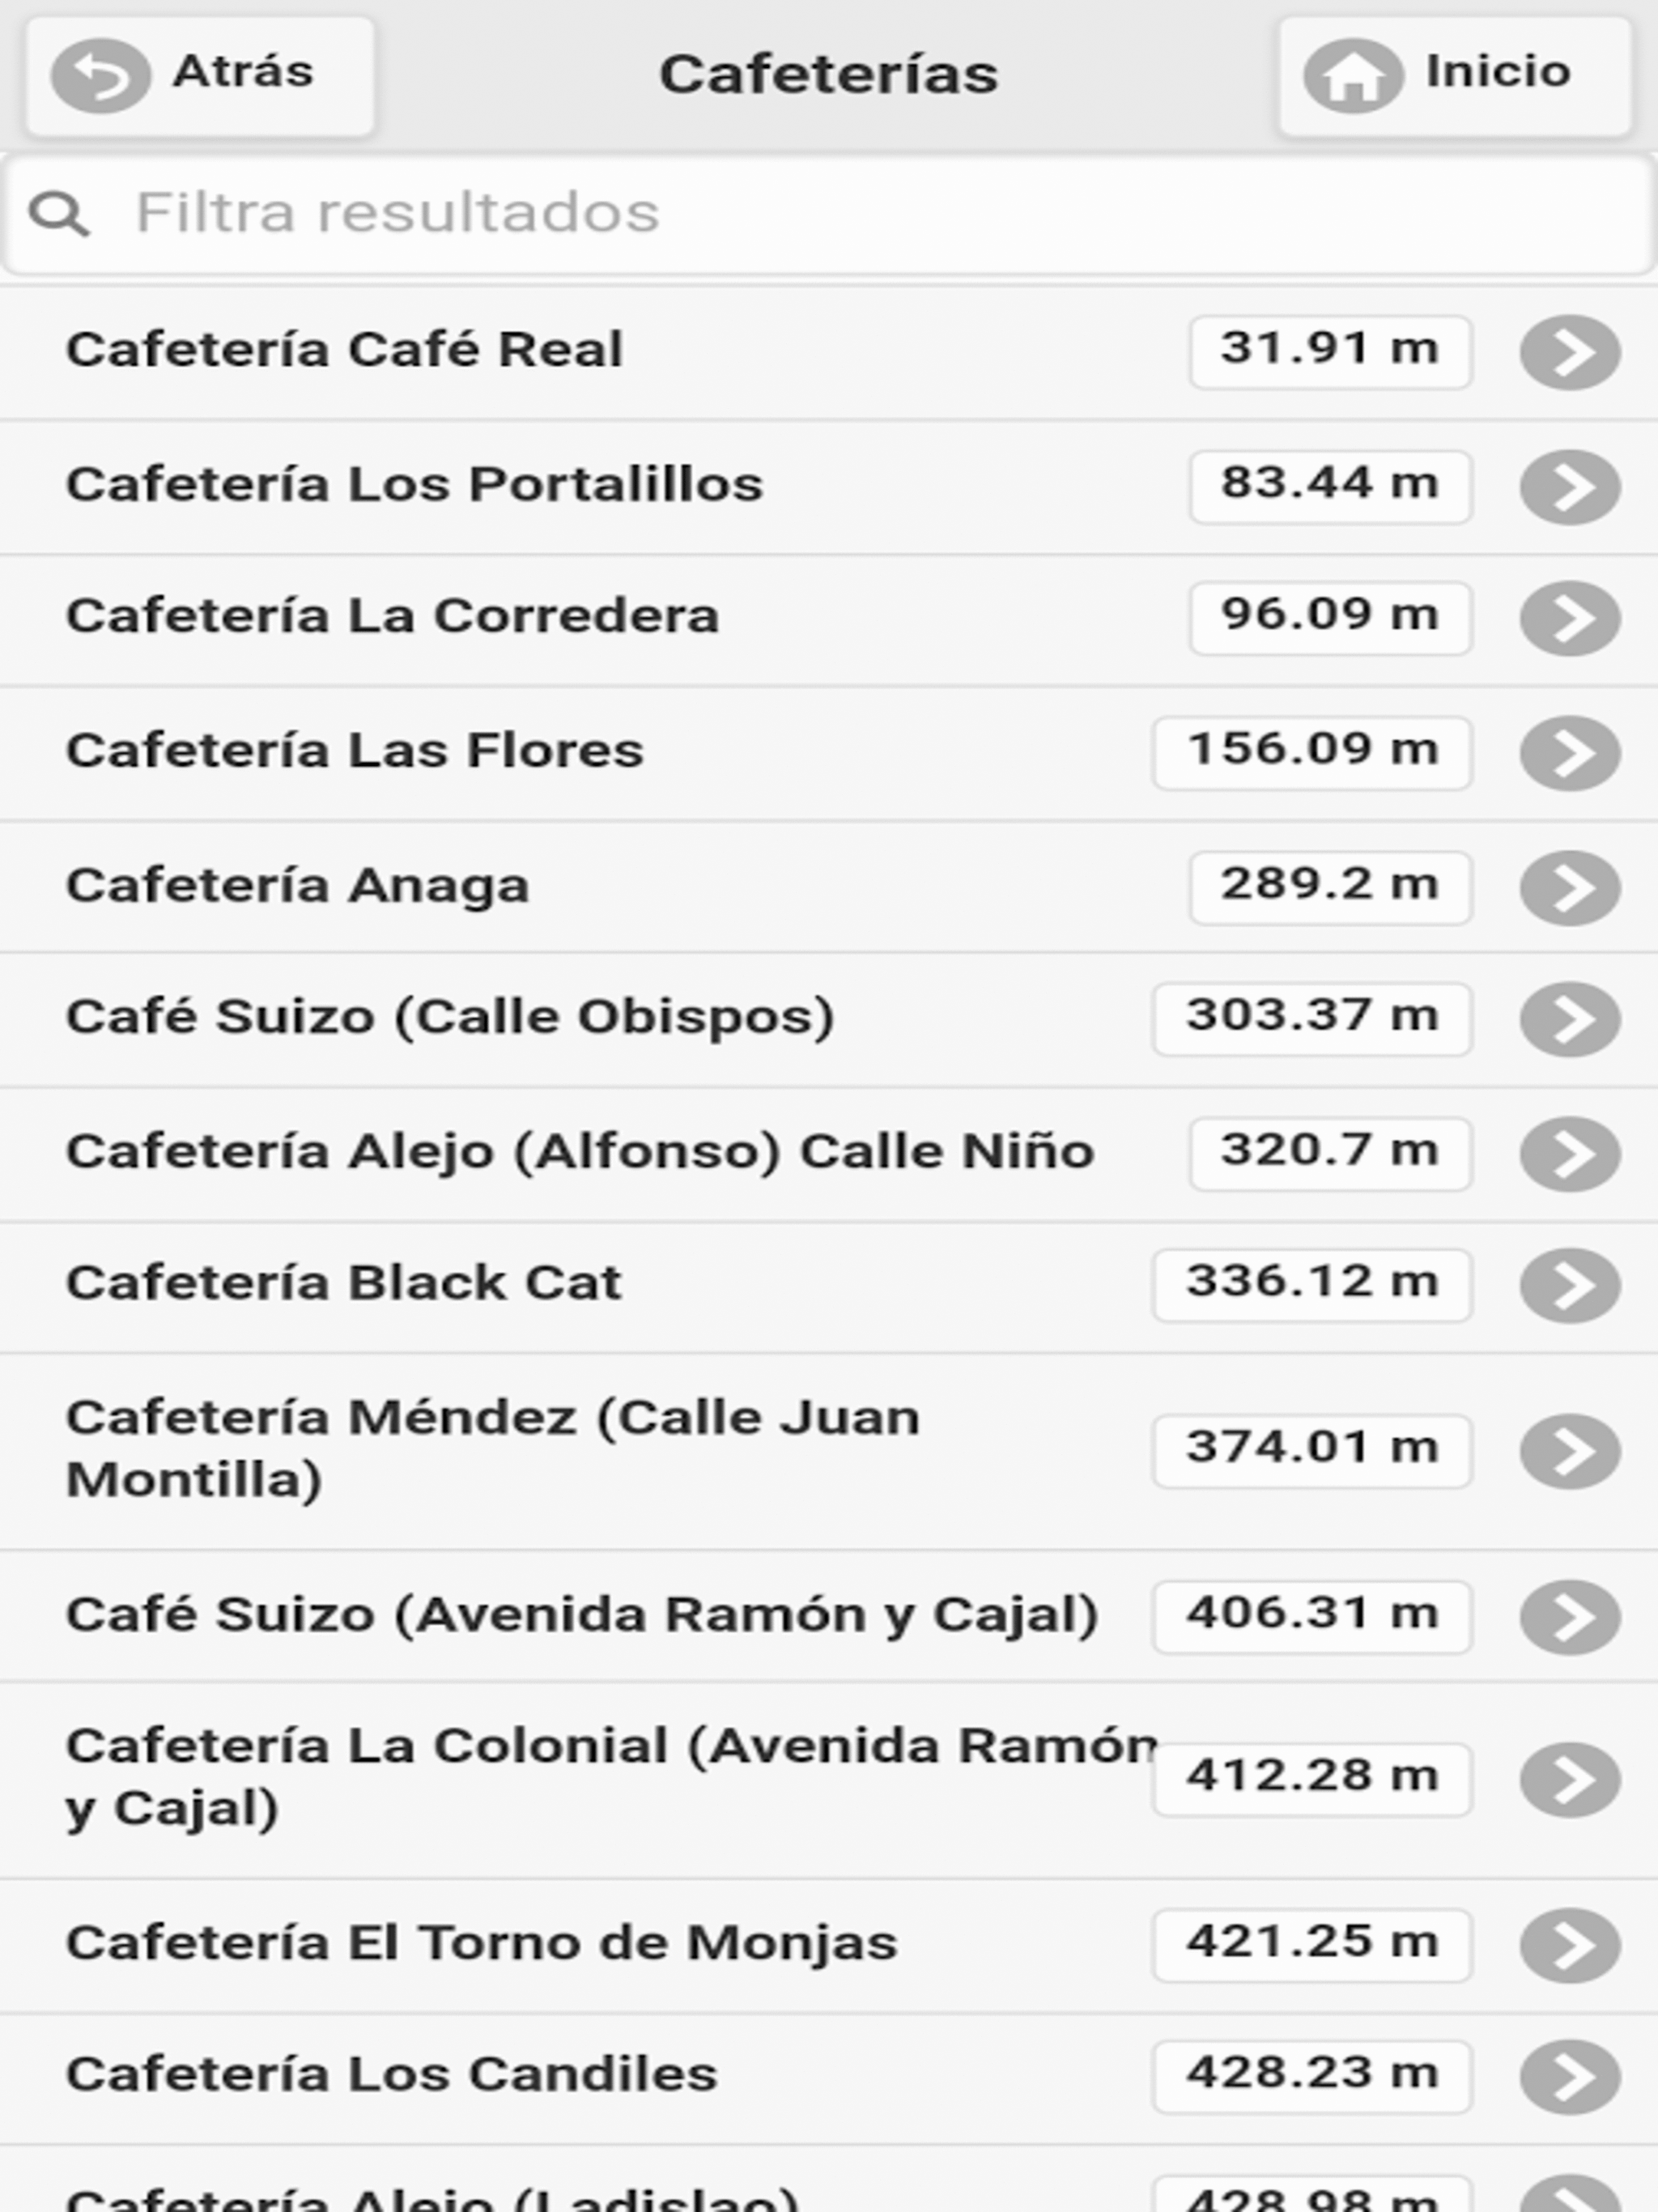 Atrás
Cafeterías
Inicio
Filtra resultados
Cafetería Café Real
31.91 m
Cafetería Los Portalillos
83.44 m
Cafetería La Corredera
96.09 m
Cafetería Las Flores
156.09 m
Cafetería Anaga
289.2 m
Café Suizo (Calle Obispos)
303.37 m
Cafetería Alejo (Alfonso) Calle Niño
320.7 m
Cafetería Black Cat
336.12 m
Cafetería Méndez (Calle Juan
Montilla)
374.01 m
Café Suizo (Avenida Ramón y Cajal)
406.31 m
Cafetería La Colonial (Avenida Ramón
y Cajal)
412.28 m
Cafetería El Torno de Monjas
421.25 m
Cafetería Los Candiles
428.23 m
Cafetería Alejo (Ladislao)
428.98 m